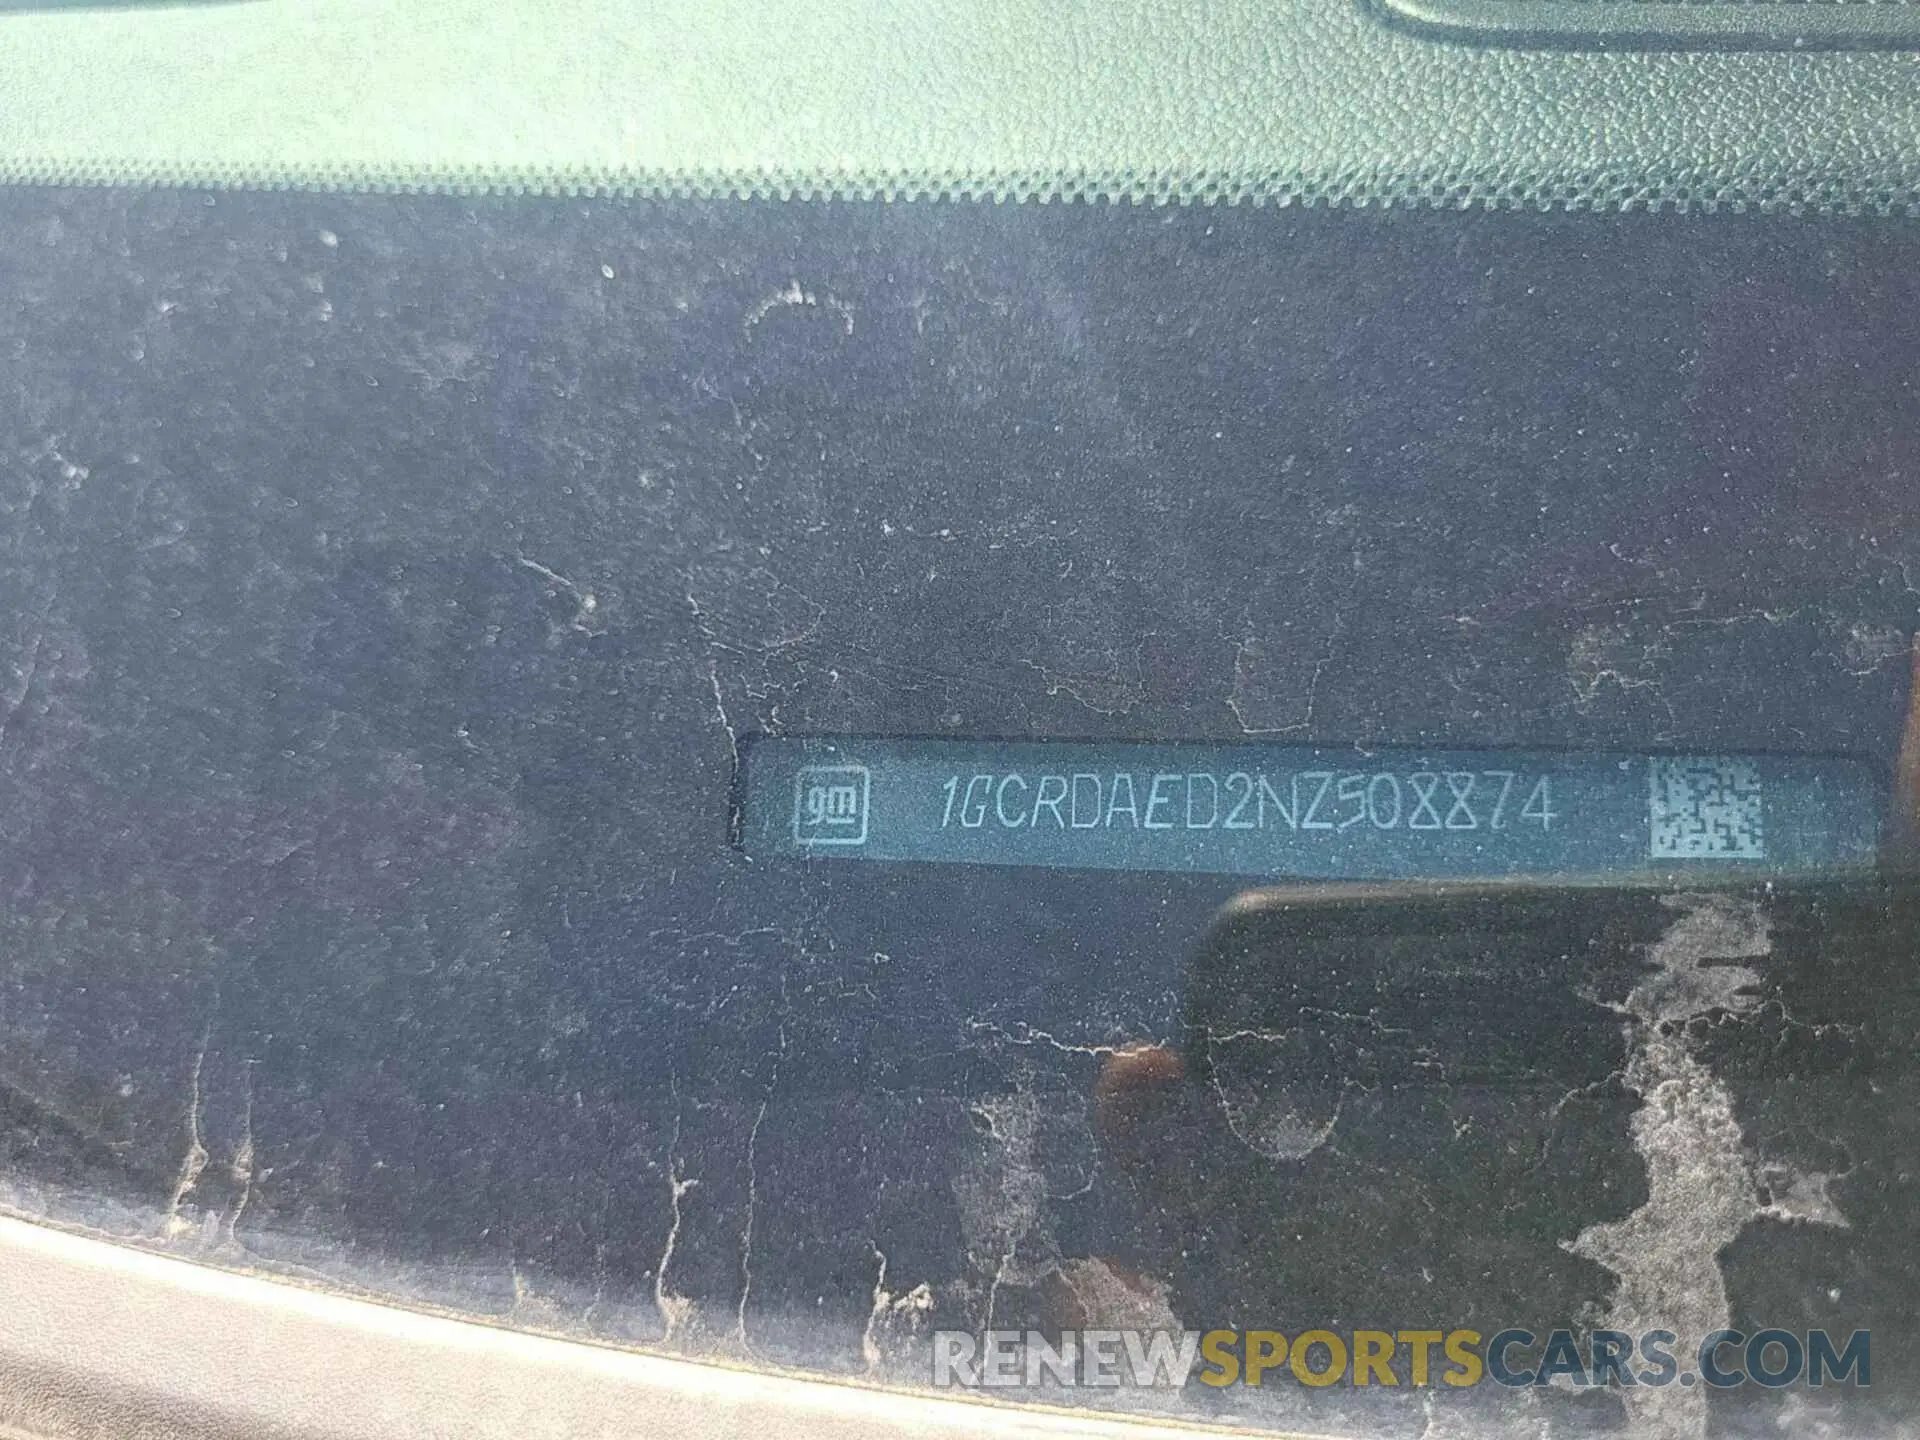 gm 1GCRDAED2NZ508874
RENEWSPORTSCARS.COM